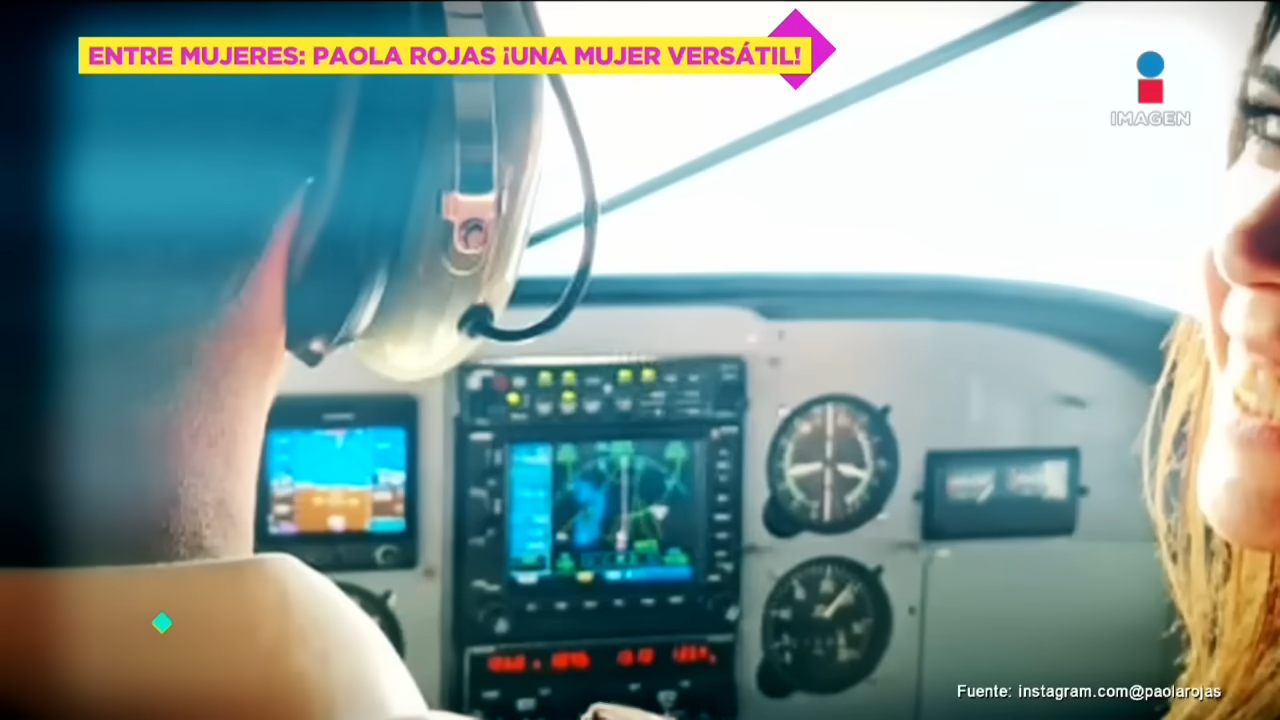 ENTRE MUJERES: PAOLA ROJAS ¡UNA MUJER VERSÁTIL!
IMAGEN
Fuente: instagram.com@paolarojas